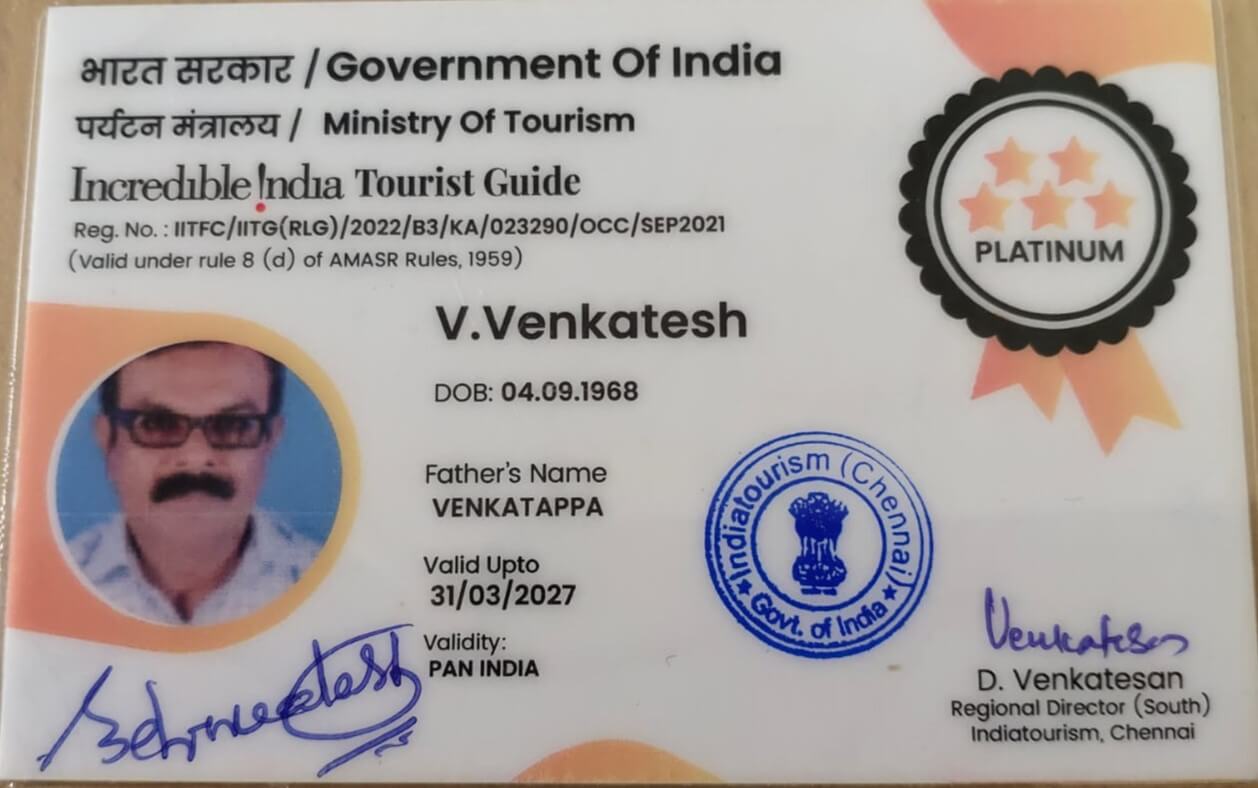 भारत सरकार / Government Of India
पर्यटन मंत्रालय / Ministry Of Tourism
Incredible !ndia Tourist Guide
Reg. No. : IITFC/IITG(RLG)/2022/B3/KA/023290/OCC/SEP2021
(Valid under rule 8 (d) of AMASR Rules, 1959)
PLATINUM
V.Venkatesh
DOB: 04.09.1968
Father's Name
VENKATAPPA
Valid Upto
31/03/2027
Validity:
PAN INDIA
Indiatourism (Chennai)
Govt. of India
D. Venkatesan
Regional Director (South)
Indiatourism, Chennai